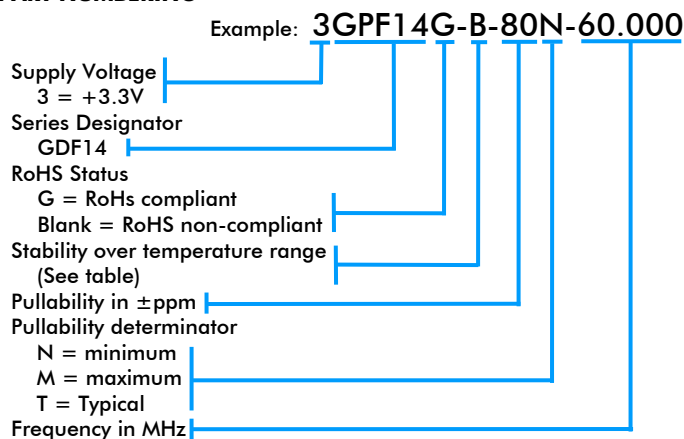 Example: 3GPF14G-B-80N-60.000
Supply Voltage
3 = +3.3V
Series Designator
GDF14
RoHS Status
G = RoHs compliant
Blank = RoHS non-compliant
Stability over temperature range
(See table)
Pullability in ±ppm
Pullability determinator
N = minimum
M = maximum
T = Typical
Frequency in MHz